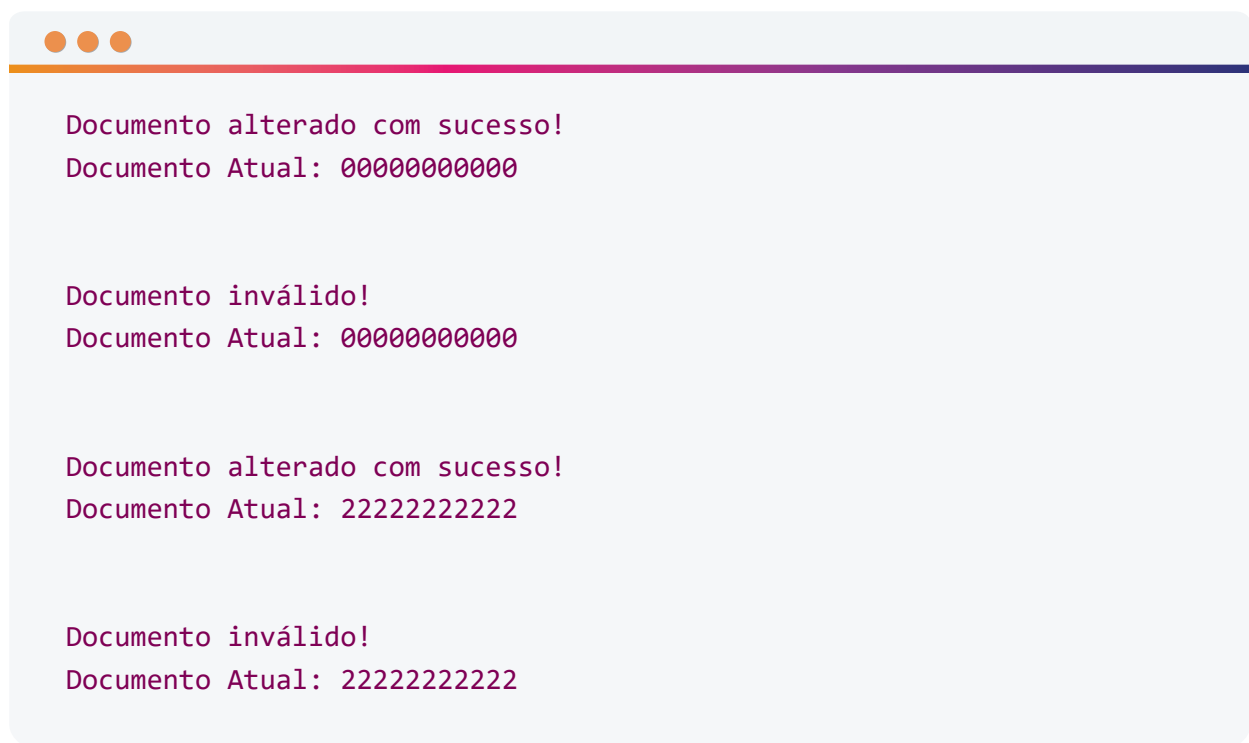 Documento alterado com sucesso!
Documento Atual: 00000000000
Documento inválido!
Documento Atual: 00000000000
Documento alterado com sucesso!
Documento Atual: 22222222222
Documento inválido!
Documento Atual: 22222222222